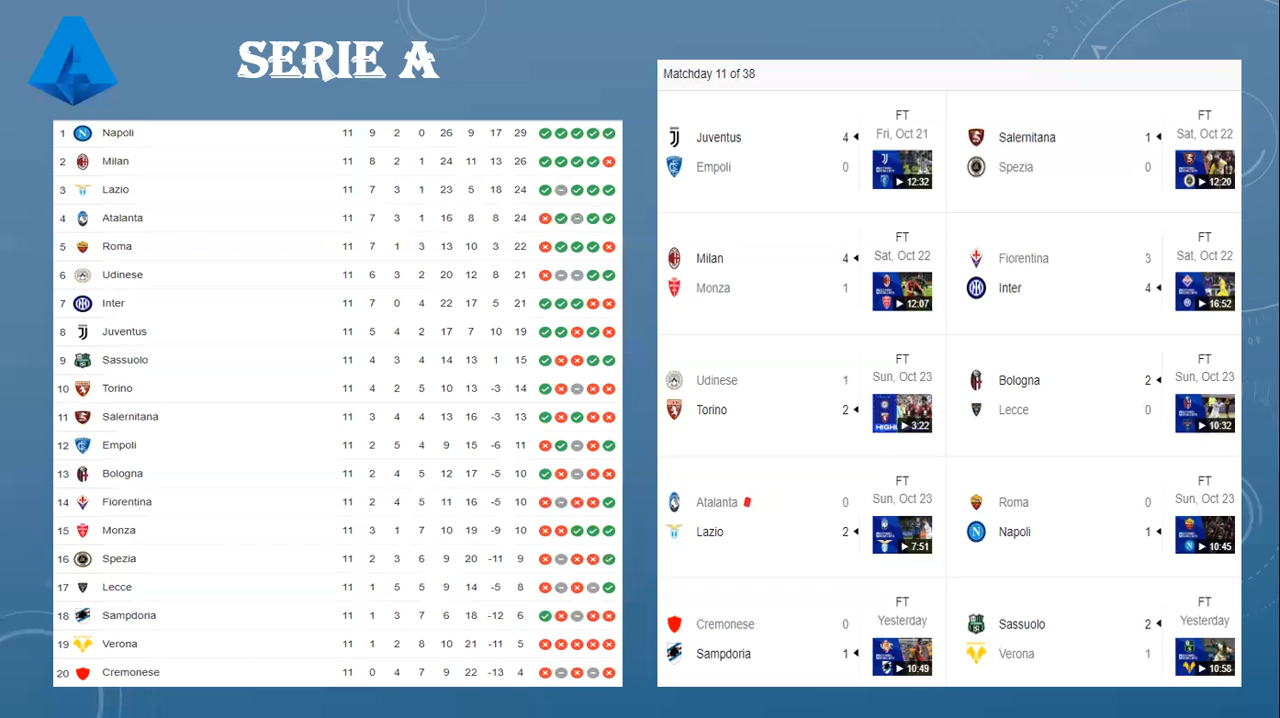 SERIE A
1 Napoli 11 9 2 0 26 9 17 29
2 Milan 11 8 2 1 24 11 13 26
3 Lazio 11 7 3 1 23 5 18 24
4 Atalanta 11 7 3 1 16 8 8 24
5 Roma 11 7 1 3 13 10 3 22
6 Udinese 11 6 3 2 20 12 8 21
7 Inter 11 7 0 4 22 17 5 21
8 Juventus 11 5 4 2 17 7 10 19
9 Sassuolo 11 4 3 4 14 13 1 15
10 Torino 11 4 2 5 10 13 -3 14
11 Salernitana 11 3 4 4 13 16 -3 13
12 Empoli 11 2 5 4 9 15 -6 11
13 Bologna 11 2 4 5 12 17 -5 10
14 Fiorentina 11 2 4 5 11 16 -5 10
15 Monza 11 3 1 7 10 19 -9 10
16 Spezia 11 2 3 6 9 20 -11 9
17 Lecce 11 1 5 5 9 14 -5 8
18 Sampdoria 11 1 3 7 6 18 -12 6
19 Verona 11 1 2 8 10 21 -11 5
20 Cremonese 11 0 4 7 9 22 -13 4
Matchday 11 of 38
FT
Juventus 4 Fri, Oct 21
Empoli 0
12:32
FT
Salernitana 1 Sat, Oct 22
Spezia 0
12:20
FT
Milan 4 Sat, Oct 22
Monza 1
12:07
FT
Fiorentina 3 Sat, Oct 22
Inter 4
16:52
FT
Udinese 1 Sun, Oct 23
Torino 2
HIGHL
3:22
FT
Bologna 2 Sun, Oct 23
Lecce 0
10:32
FT
Atalanta 0 Sun, Oct 23
Lazio 2
7:51
FT
Roma 0 Sun, Oct 23
Napoli 1
10:45
FT
Cremonese 0 Yesterday
Sampdoria 1
10:49
FT
Sassuolo 2 Yesterday
Verona 1
10:58